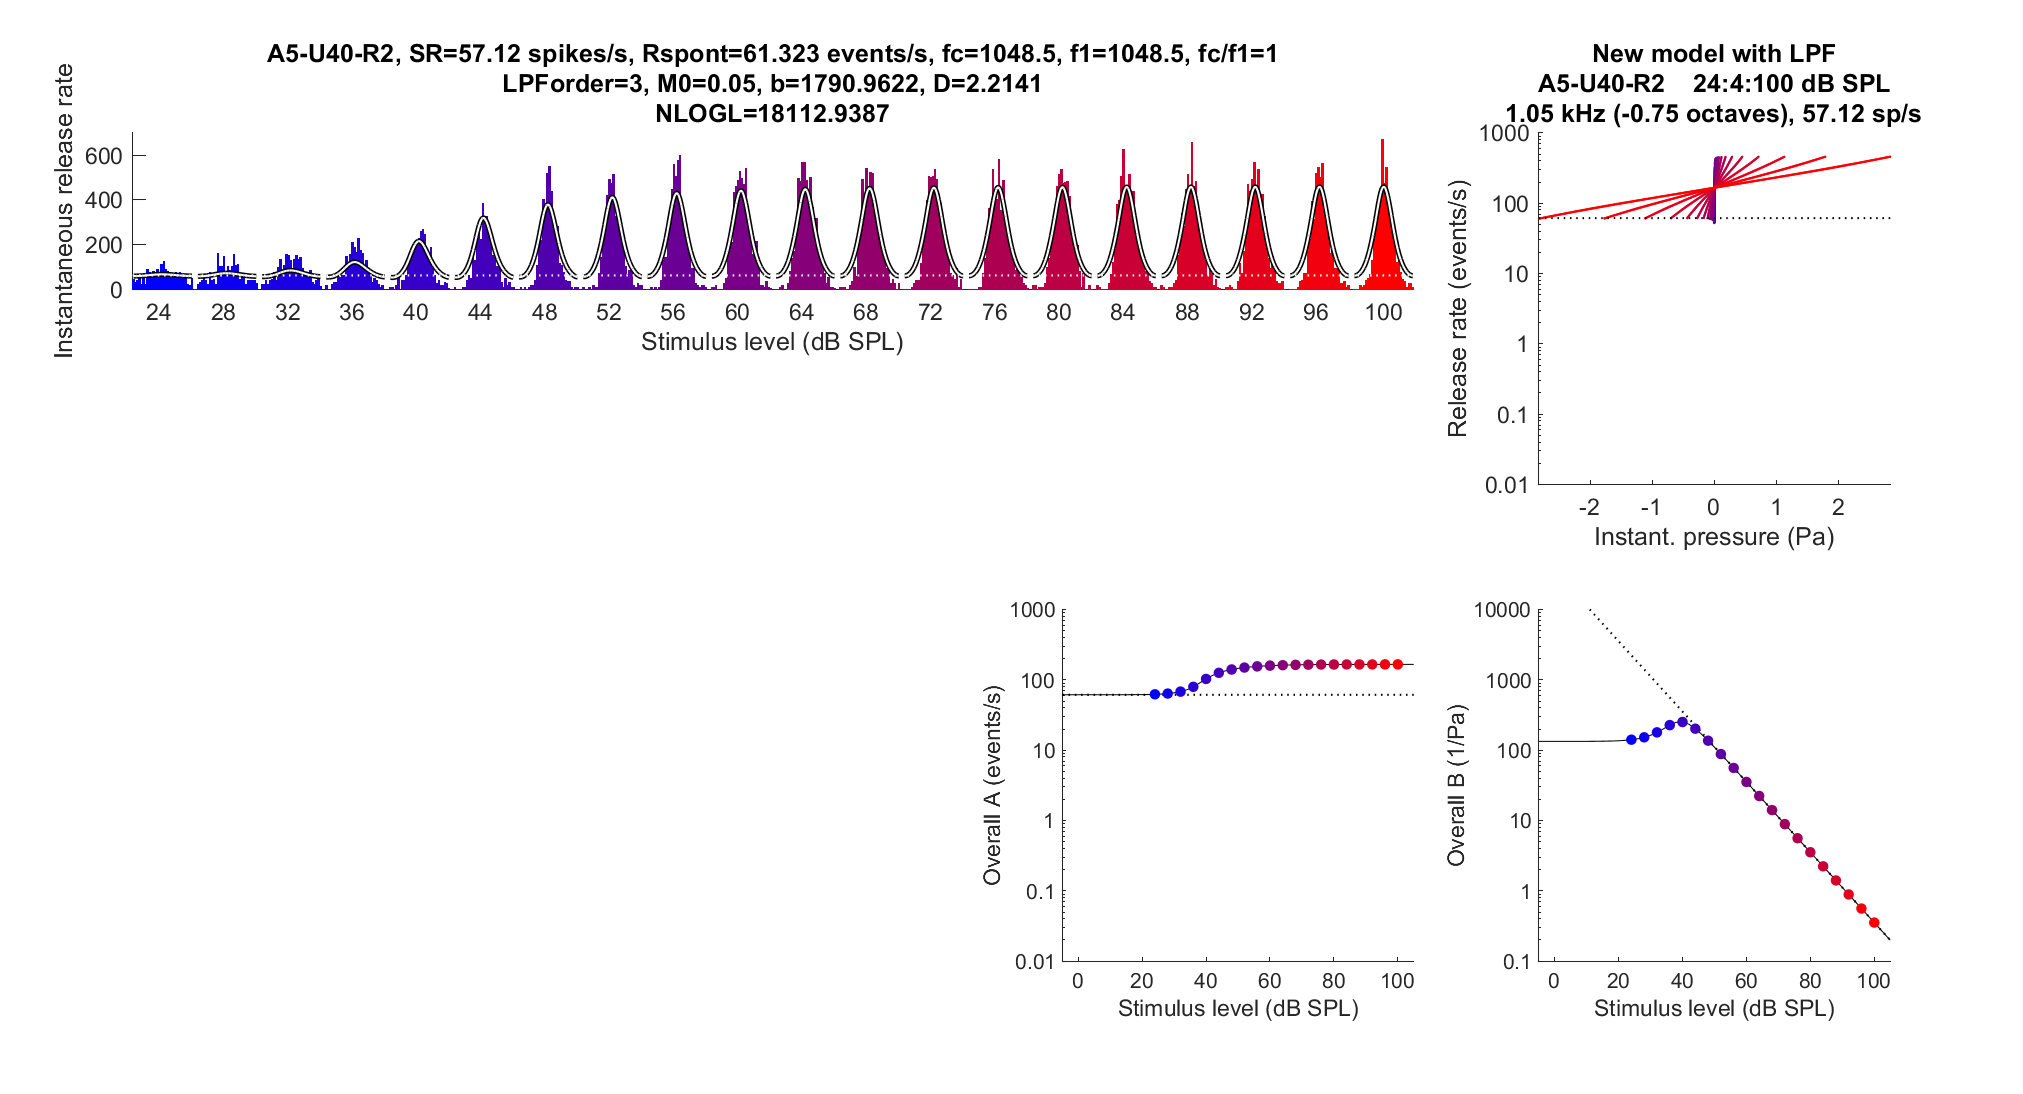 A5-U40-R2, SR=57.12 spikes/s, Rspont=61.323 events/s, fc=1048.5, f1=1048.5, fc/f1=1
LPForder=3, M0=0.05, b=1790.9622, D=2.2141
NLOGL=18112.9387
Instantaneous release rate
600
400
200
0
24 28 32 36 40 44 48 52 56 60 64 68 72 76 80 84 88 92 96 100
Stimulus level (dB SPL)
New model with LPF
A5-U40-R2 24:4:100 dB SPL
1.05 kHz (-0.75 octaves), 57.12 sp/s
Release rate (events/s)
1000
100
10
1
0.1
0.01
-2 -1 0 1 2
Instant. pressure (Pa)
Overall A (events/s)
1000
100
10
1
0.1
0.01
0 20 40 60 80 100
Stimulus level (dB SPL)
Overall B (1/Pa)
10000
1000
100
10
1
0.1
0 20 40 60 80 100
Stimulus level (dB SPL)